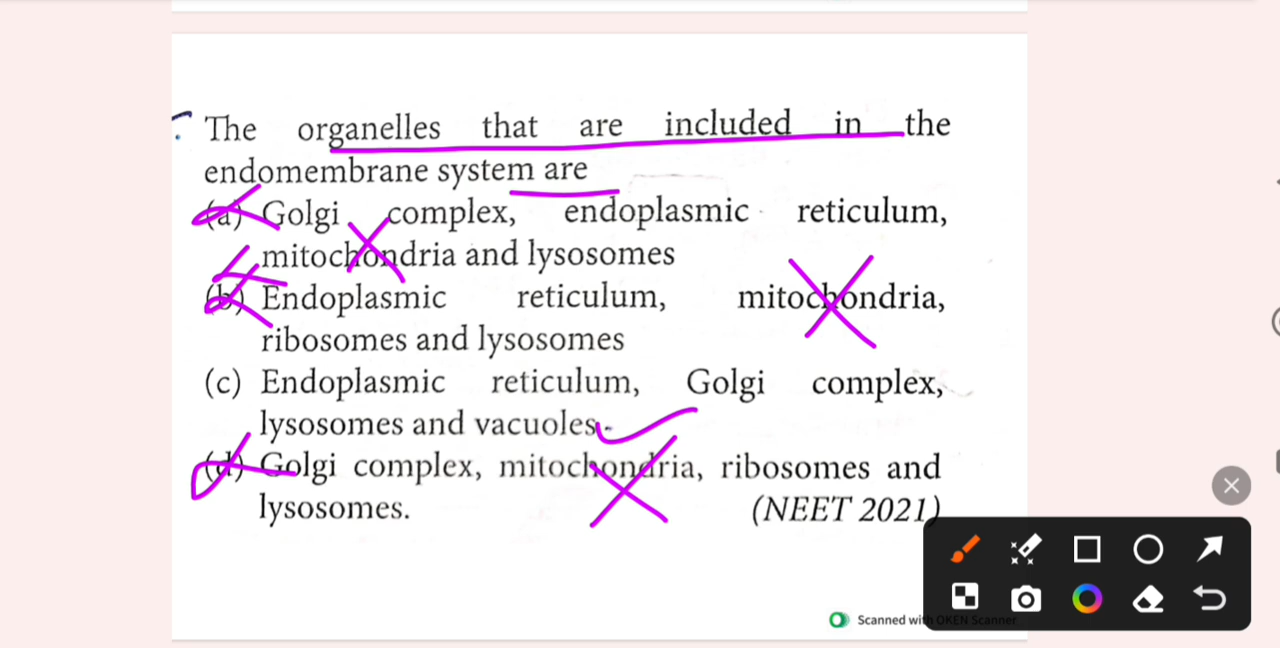 The organelles that are included in the
endomembrane system are
(a) Golgi complex, endoplasmic reticulum,
mitochondria and lysosomes
(b) Endoplasmic reticulum, mitochondria,
ribosomes and lysosomes
(c) Endoplasmic reticulum, Golgi complex,
lysosomes and vacuoles
(d) Golgi complex, mitochondria, ribosomes and
lysosomes. (NEET 2021)
Scanned with OKEN Scanner